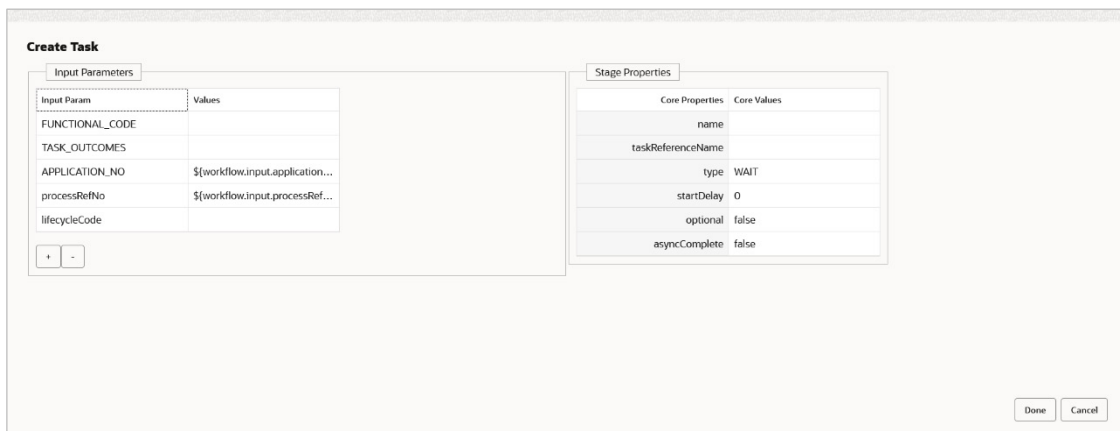 Create Task
Input Parameters
Input Param Values
FUNCTIONAL_CODE
TASK_OUTCOMES
APPLICATION_NO ${workflow.input.application...
processRefNo ${workflow.input.processRef...
lifecycleCode
+ -
Stage Properties
Core Properties Core Values
name
taskReferenceName
type WAIT
startDelay 0
optional false
asyncComplete false
Done Cancel